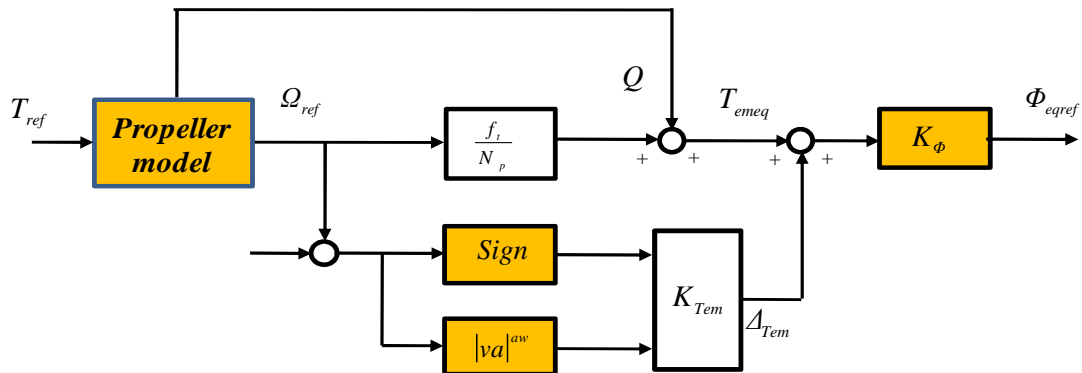 T_ref
Propeller
model
Ω_ref
f_t
N_p
Q
+ +
T_emeq
+ +
K_Φ
Φ_eqref
Sign
|va|^aw
K_Tem
Δ_Tem